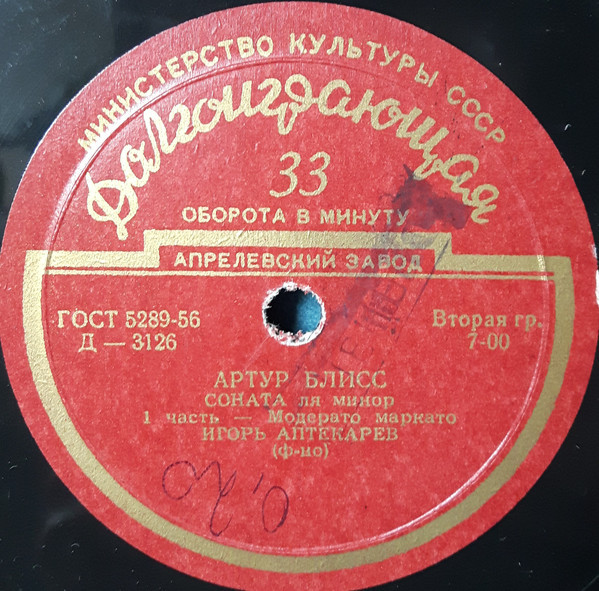 МИНИСТЕРСТВО КУЛЬТУРЫ СССР
Долгоиграющая
33
ОБОРОТА В МИНУТУ
АПРЕЛЕВСКИЙ ЗАВОД
ГОСТ 5289-56
Д — 3126
Вторая гр.
7-00
АРТУР БЛИСС
СОНАТА ля минор
1 часть — Модерато маркато
ИГОРЬ АПТЕКАРЕВ
(ф-но)